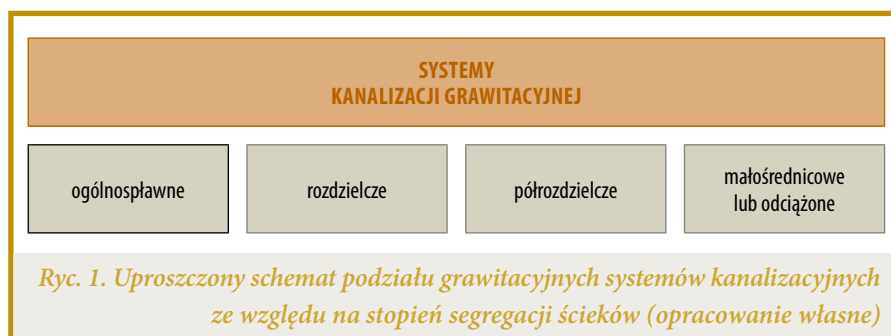 SYSTEMY
KANALIZACJI GRAWITACYJNEJ
ogólnospławne
rozdzielcze
półrozdzielcze
małośrednicowe
lub odciążone
Ryc. 1. Uproszczony schemat podziału grawitacyjnych systemów kanalizacyjnych
ze względu na stopień segregacji ścieków (opracowanie własne)